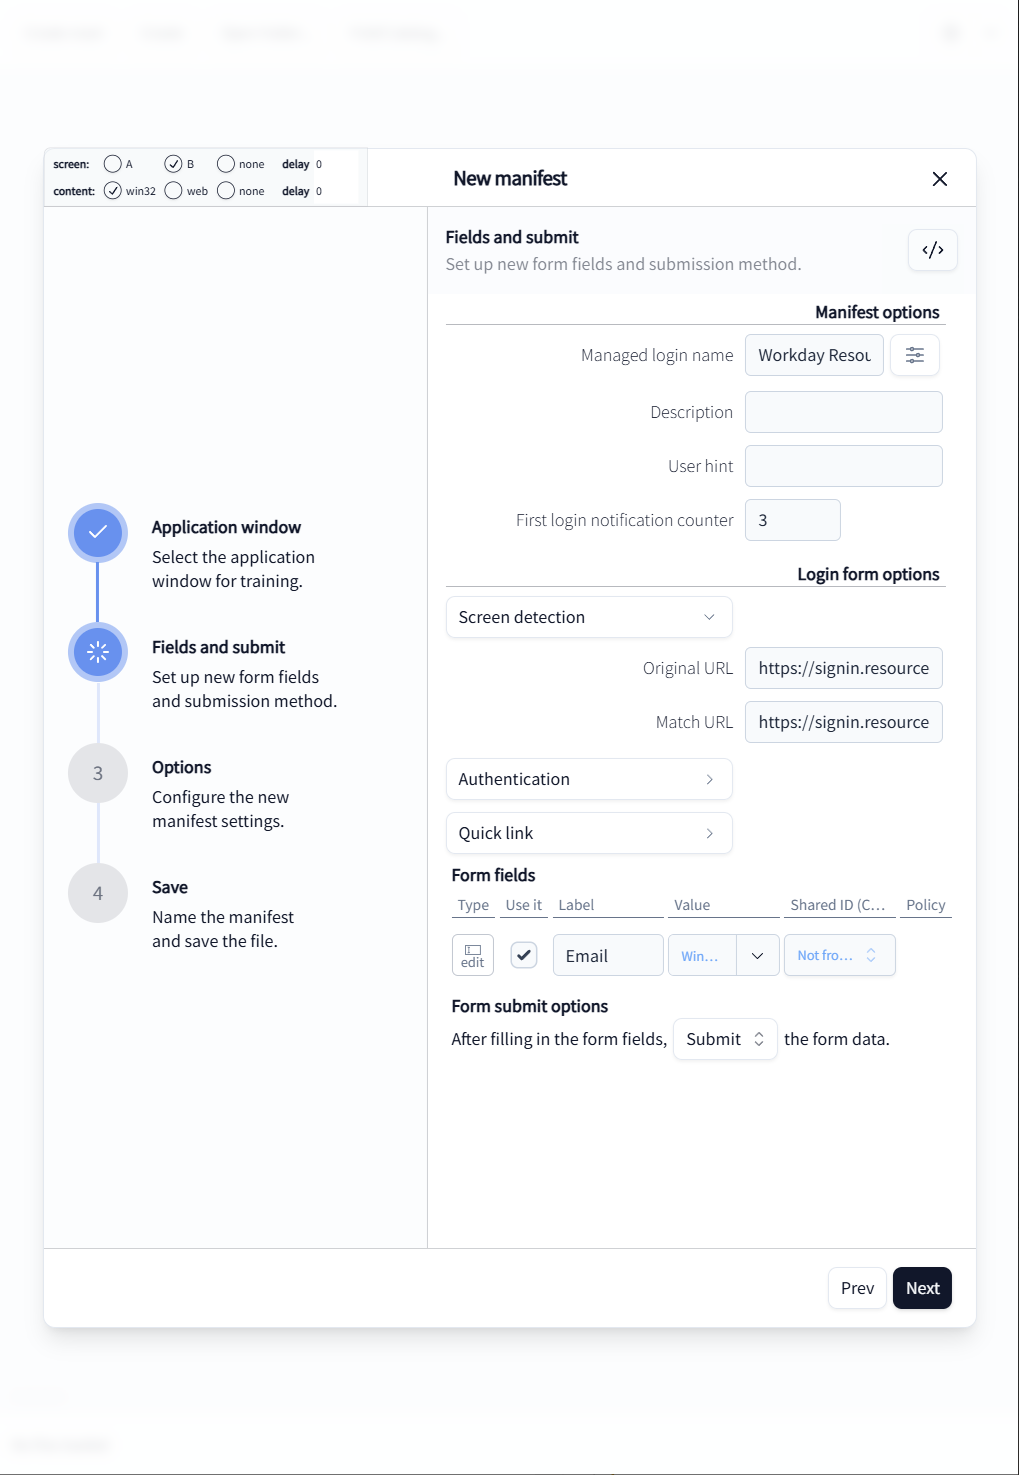 screen: A B none delay 0
content: win32 web none delay 0
New manifest
Application window
Select the application
window for training.
Fields and submit
Set up new form fields
and submission method.
3
Options
Configure the new
manifest settings.
4
Save
Name the manifest
and save the file.
Fields and submit
Set up new form fields and submission method.
</>
Manifest options
Managed login name Workday Resou
Description
User hint
First login notification counter 3
Login form options
Screen detection
Original URL https://signin.resource
Match URL https://signin.resource
Authentication
Quick link
Form fields
Type Use it Label Value Shared ID (C... Policy
edit Email Win... Not fro...
Form submit options
After filling in the form fields, Submit the form data.
Prev Next